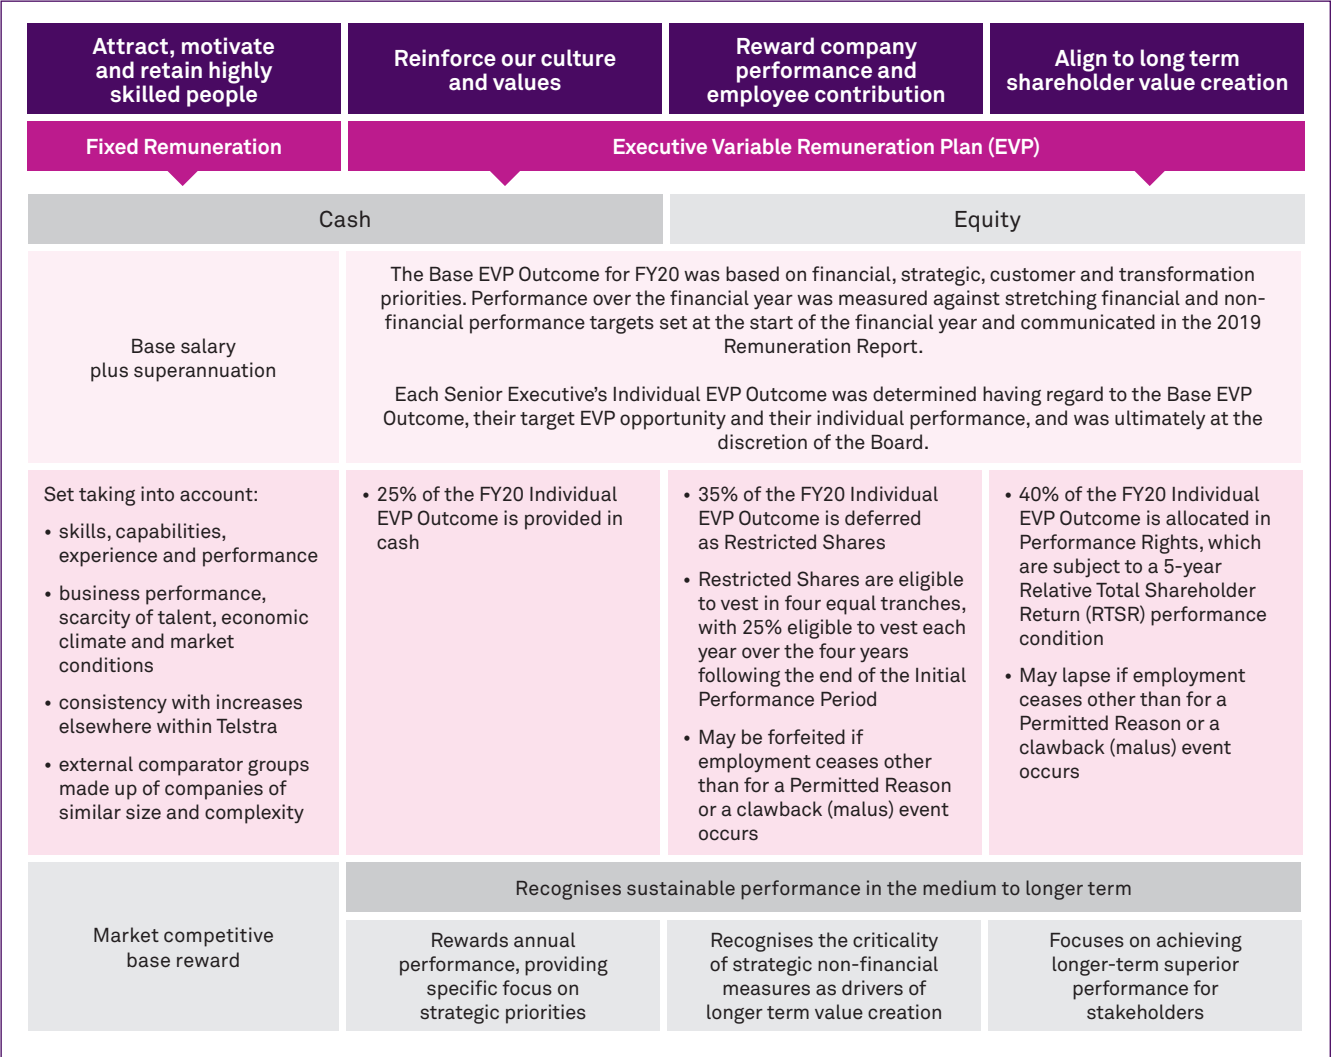 Attract, motivate
and retain highly
skilled people
Reinforce our culture
and values
Reward company
performance and
employee contribution
Align to long term
shareholder value creation
Fixed Remuneration
Executive Variable Remuneration Plan (EVP)
Cash
Equity
Base salary
plus superannuation
The Base EVP Outcome for FY20 was based on financial, strategic, customer and transformation
priorities. Performance over the financial year was measured against stretching financial and non-
financial performance targets set at the start of the financial year and communicated in the 2019
Remuneration Report.
Each Senior Executive's Individual EVP Outcome was determined having regard to the Base EVP
Outcome, their target EVP opportunity and their individual performance, and was ultimately at the
discretion of the Board.
Set taking into account:
• skills, capabilities,
experience and performance
• business performance,
scarcity of talent, economic
climate and market
conditions
• consistency with increases
elsewhere within Telstra
• external comparator groups
made up of companies of
similar size and complexity
• 25% of the FY20 Individual
EVP Outcome is provided in
cash
• 35% of the FY20 Individual
EVP Outcome is deferred
as Restricted Shares
• Restricted Shares are eligible
to vest in four equal tranches,
with 25% eligible to vest each
year over the four years
following the end of the Initial
Performance Period
• May be forfeited if
employment ceases other
than for a Permitted Reason
or a clawback (malus) event
occurs
• 40% of the FY20 Individual
EVP Outcome is allocated in
Performance Rights, which
are subject to a 5-year
Relative Total Shareholder
Return (RTSR) performance
condition
• May lapse if employment
ceases other than for a
Permitted Reason or a
clawback (malus) event
occurs
Market competitive
base reward
Recognises sustainable performance in the medium to longer term
Rewards annual
performance, providing
specific focus on
strategic priorities
Recognises the criticality
of strategic non-financial
measures as drivers of
longer term value creation
Focuses on achieving
longer-term superior
performance for
stakeholders